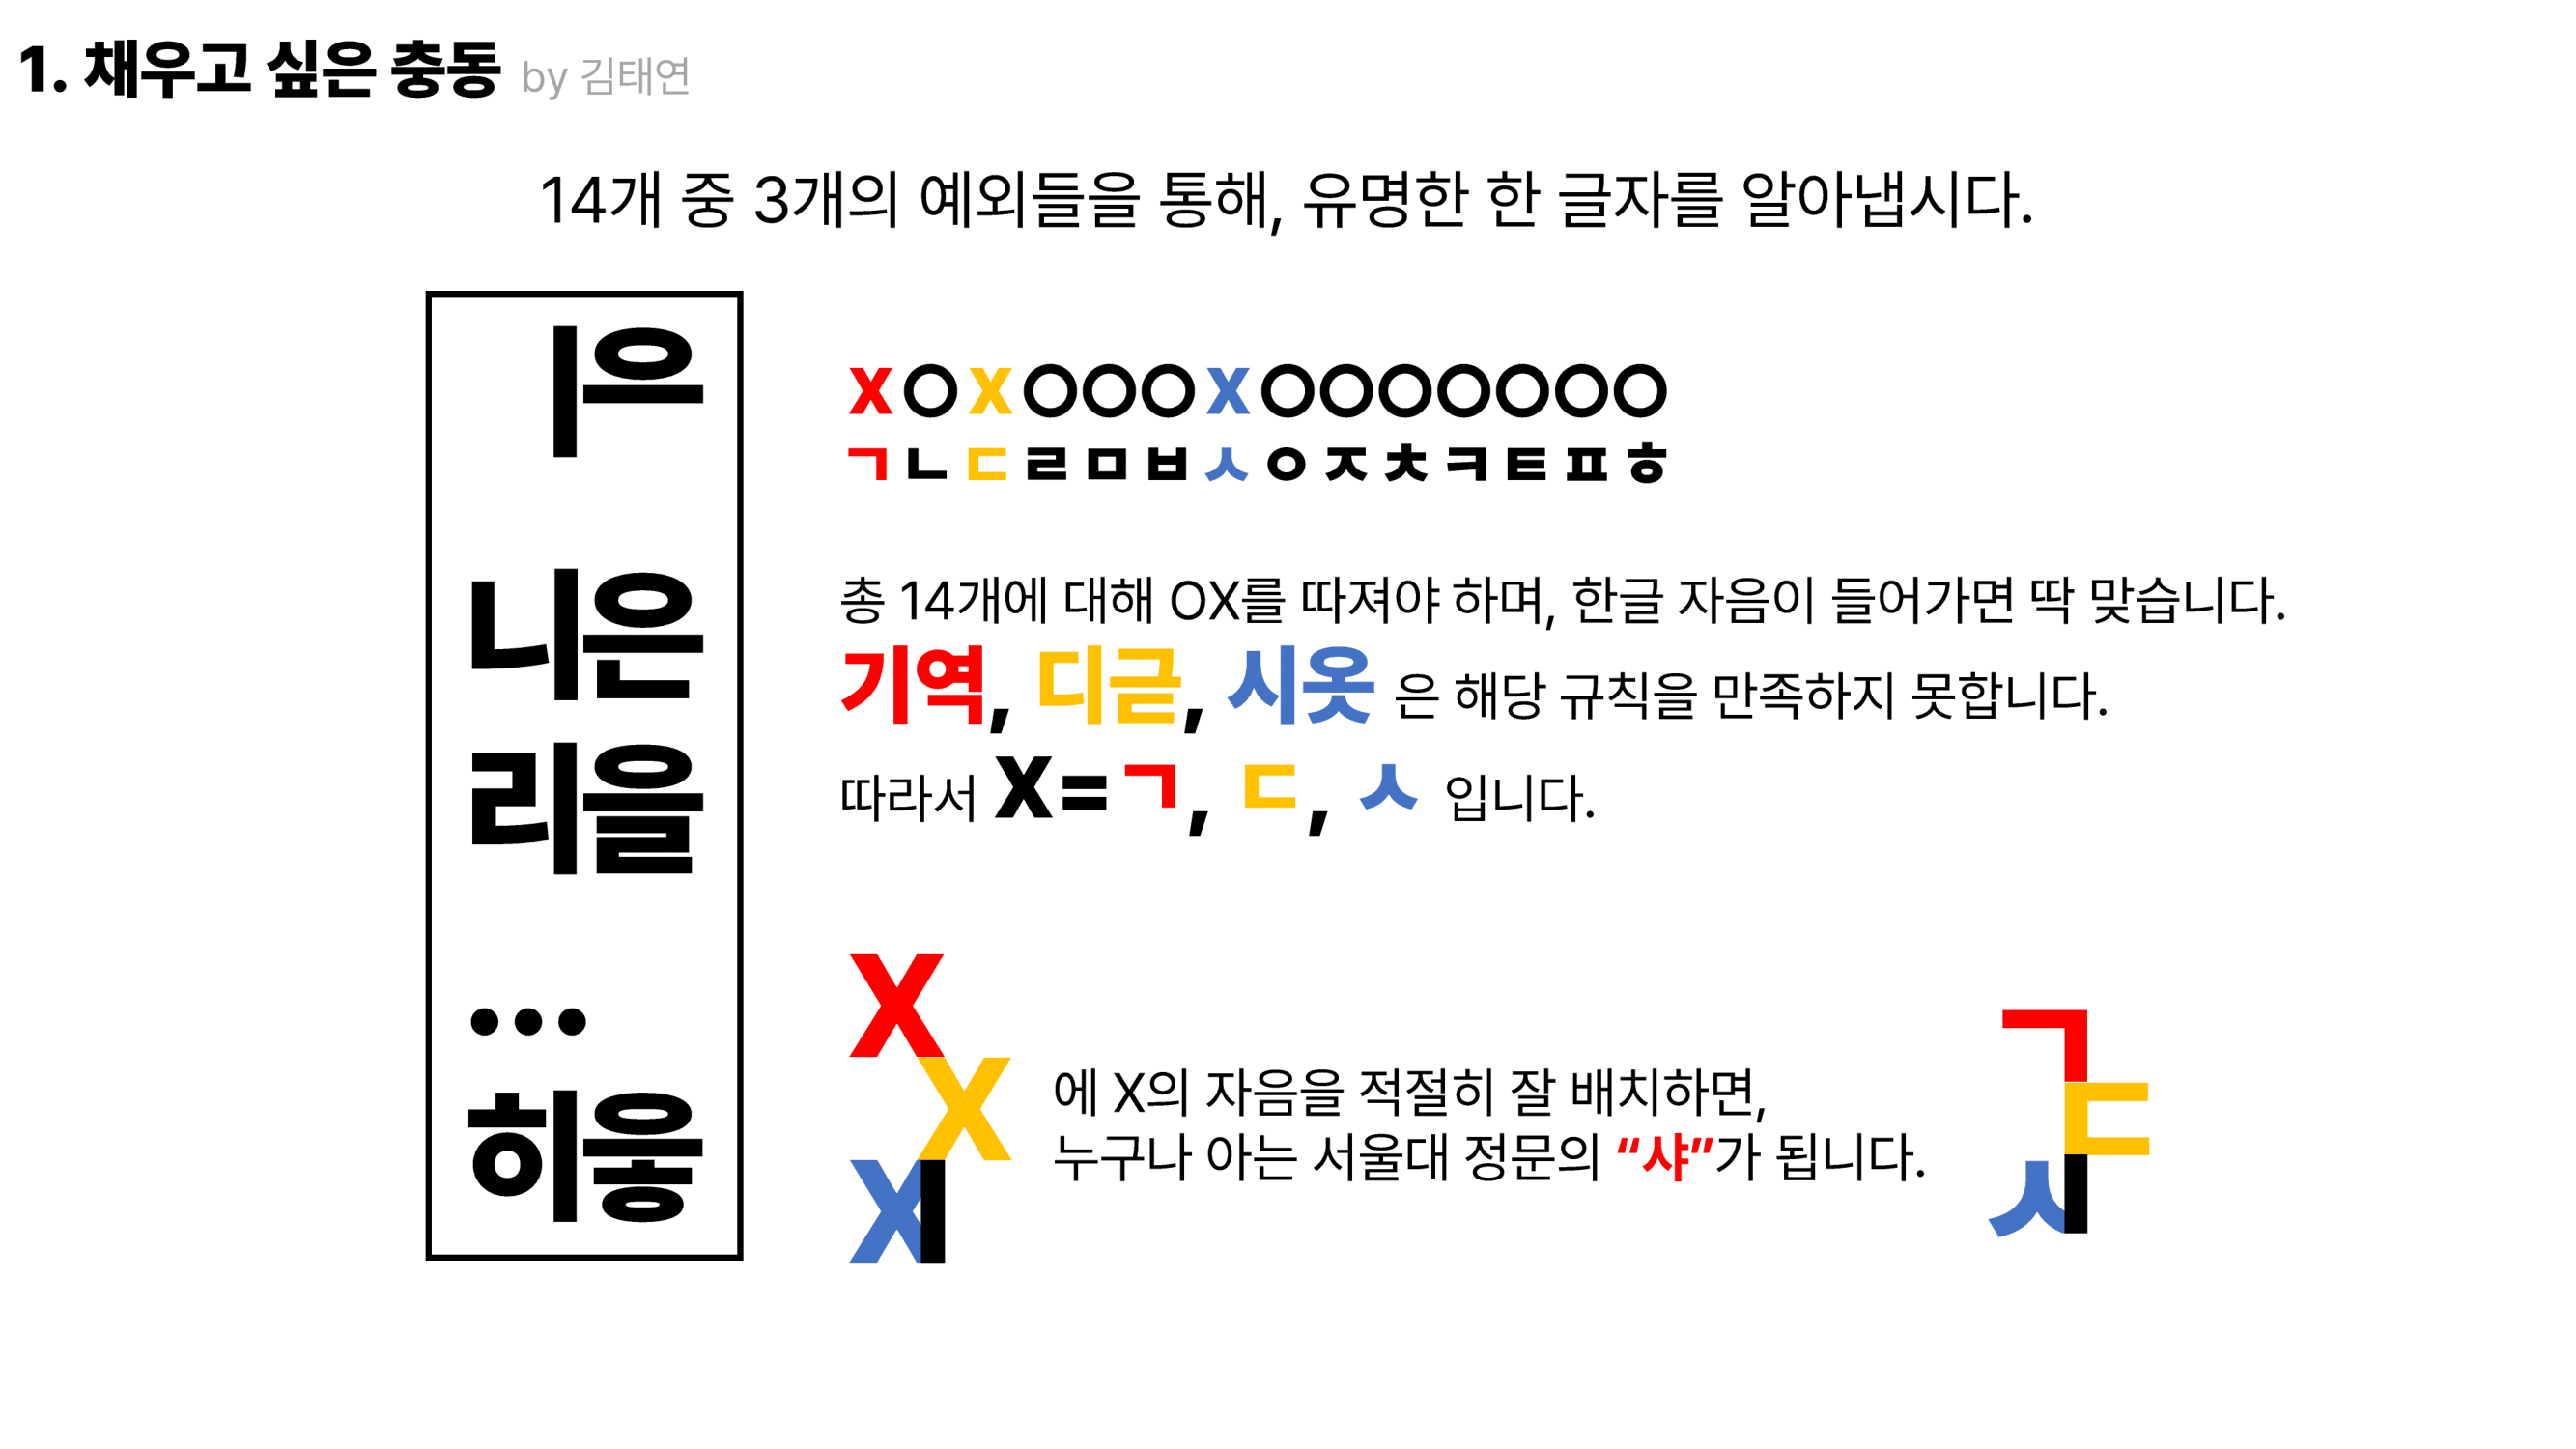 1. 채우고 싶은 충동 by 김태연
14개 중 3개의 예외들을 통해, 유명한 한 글자를 알아냅시다.
ㅣ으
니은
리을
...
히읗
X O X O O O X O O O O O O O
ㄱ ㄴ ㄷ ㄹ ㅁ ㅂ ㅅ ㅇ ㅈ ㅊ ㅋ ㅌ ㅍ ㅎ
총 14개에 대해 OX를 따져야 하며, 한글 자음이 들어가면 딱 맞습니다.
기역, 디귿, 시옷 은 해당 규칙을 만족하지 못합니다.
따라서 X=ㄱ, ㄷ, ㅅ 입니다.
X
X
Xㅣ
에 X의 자음을 적절히 잘 배치하면,
누구나 아는 서울대 정문의 “샤”가 됩니다.
ㄱ
ㄷ
시